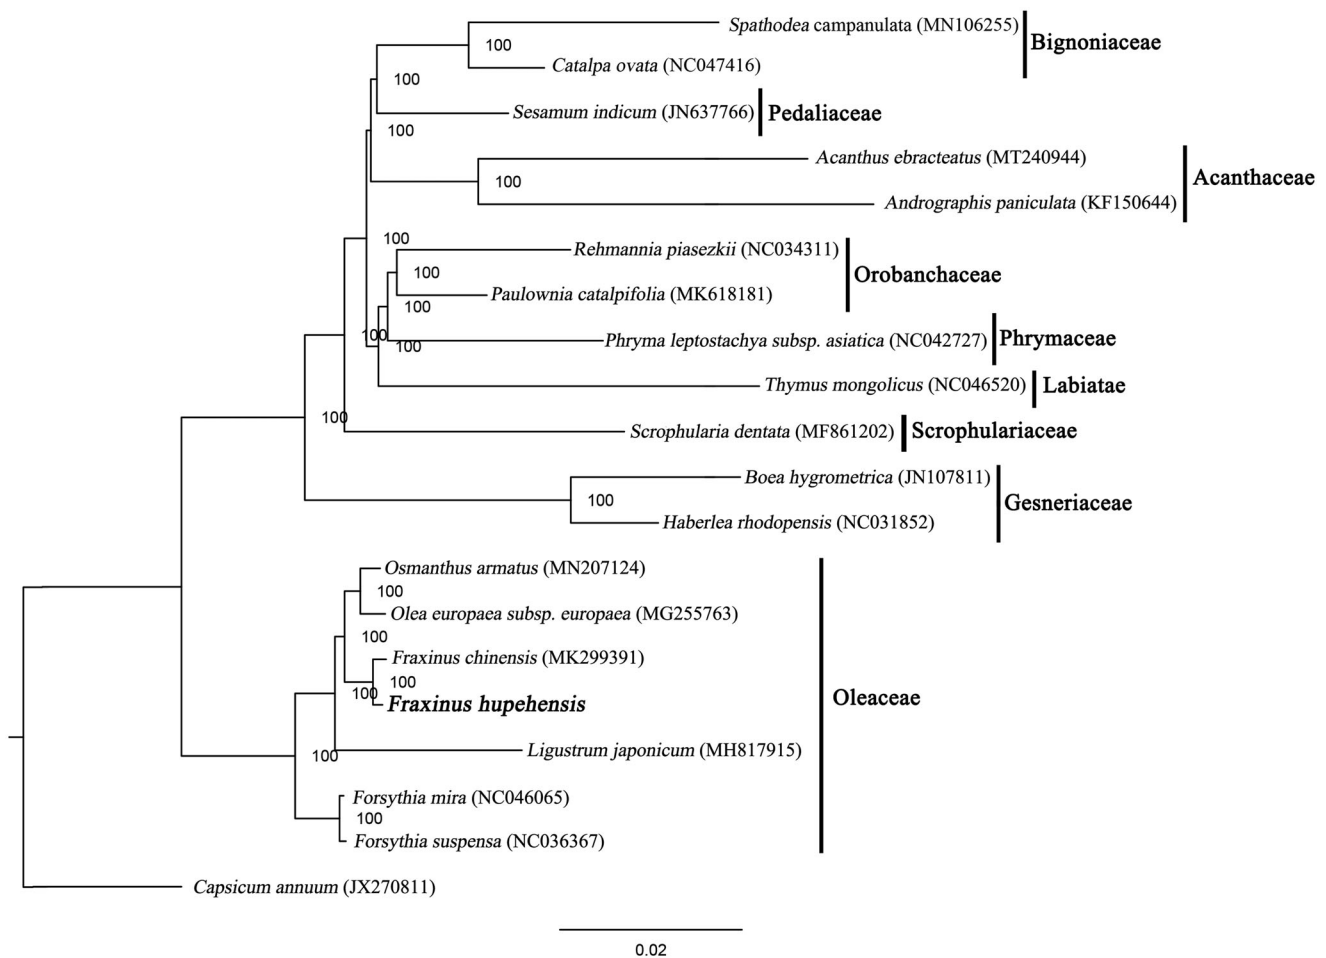 Spathodea campanulata (MN106255)
Bignoniaceae
100
Catalpa ovata (NC047416)
100
Sesamum indicum (JN637766)
Pedaliaceae
100
Acanthus ebracteatus (MT240944)
Acanthaceae
100
Andrographis paniculata (KF150644)
100
Rehmannia piasezkii (NC034311)
100
Orobanchaceae
Paulownia catalpifolia (MK618181)
100
100
Phryma leptostachya subsp. asiatica (NC042727)
Phrymaceae
100
Thymus mongolicus (NC046520)
Labiatae
100
Scrophularia dentata (MF861202)
Scrophulariaceae
Boea hygrometrica (JN107811)
100
Gesneriaceae
Haberlea rhodopensis (NC031852)
Osmanthus armatus (MN207124)
100
Olea europaea subsp. europaea (MG255763)
100
Fraxinus chinensis (MK299391)
100
100
Fraxinus hupehensis
Oleaceae
Ligustrum japonicum (MH817915)
100
Forsythia mira (NC046065)
100
Forsythia suspensa (NC036367)
Capsicum annuum (JX270811)
0.02